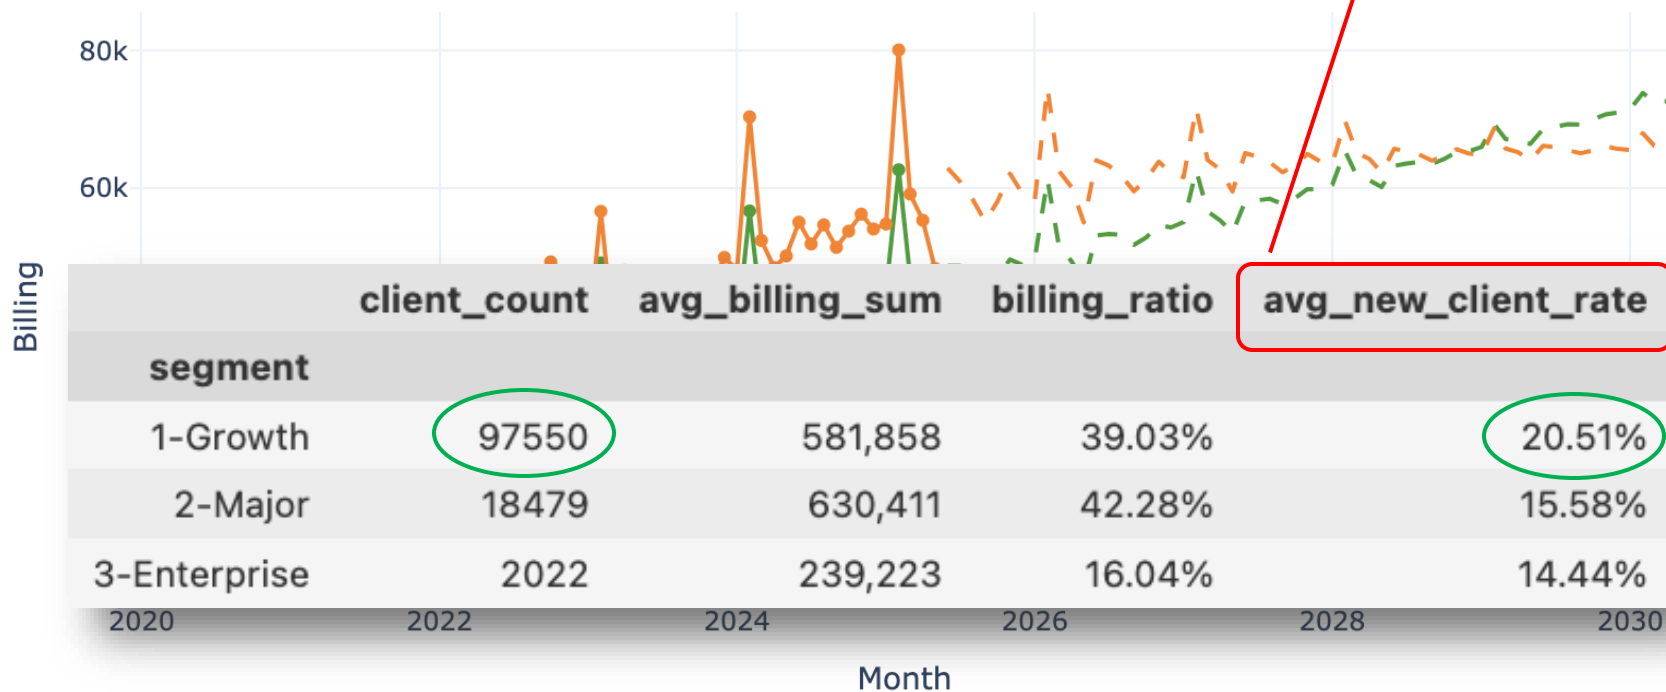 80k
60k
Billing
client_count avg_billing_sum billing_ratio avg_new_client_rate
segment
1-Growth 97550 581,858 39.03% 20.51%
2-Major 18479 630,411 42.28% 15.58%
3-Enterprise 2022 239,223 16.04% 14.44%
2020 2022 2024 2026 2028 2030
Month